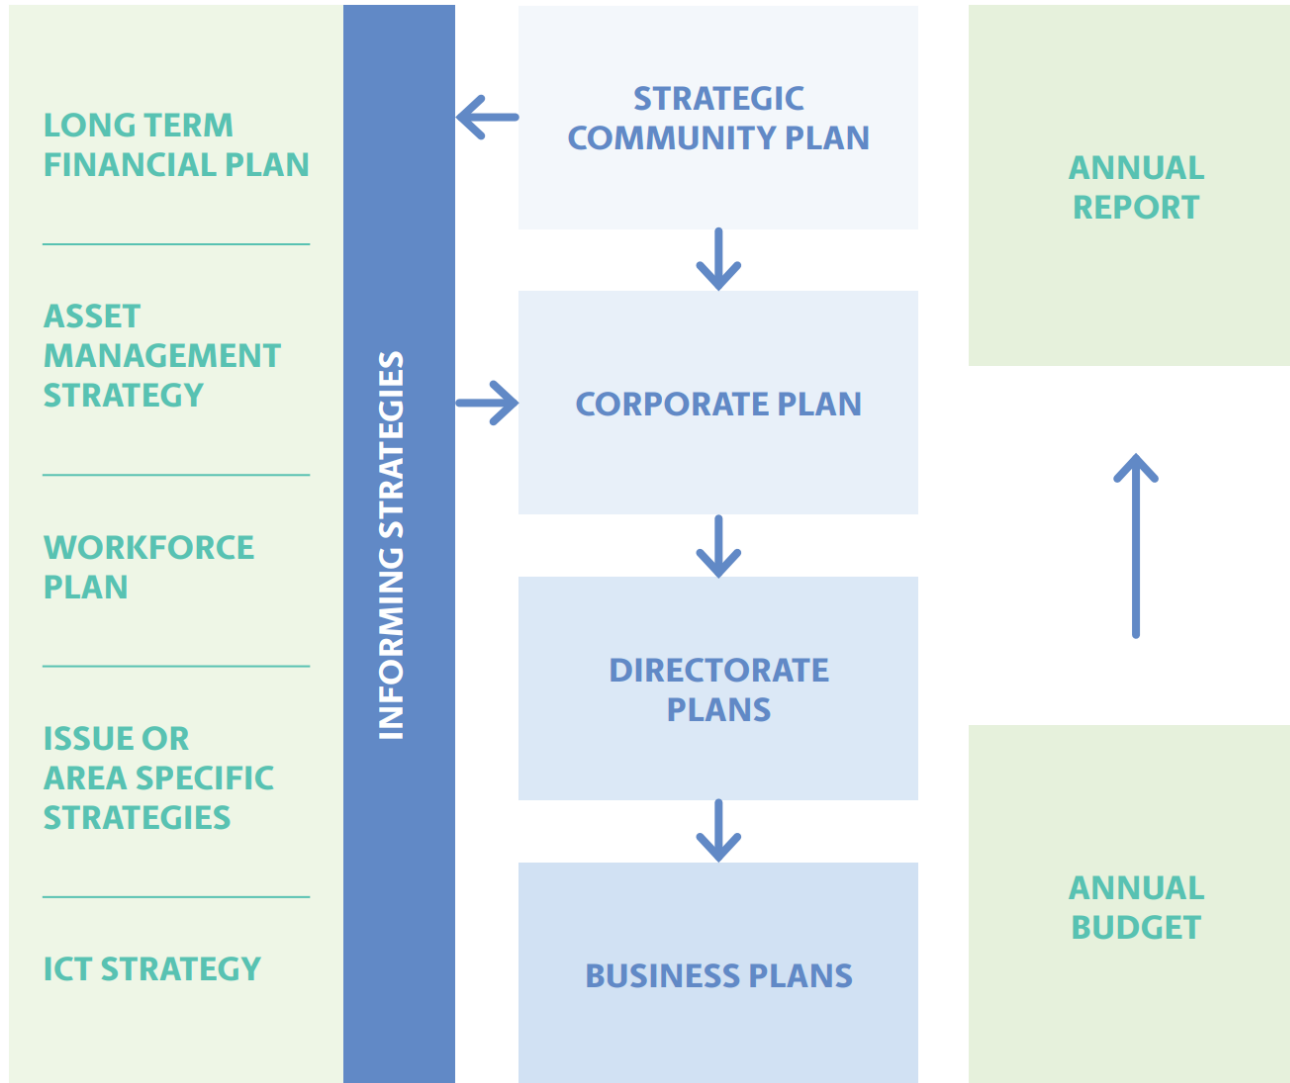 LONG TERM
FINANCIAL PLAN
ASSET
MANAGEMENT
STRATEGY
WORKFORCE
PLAN
ISSUE OR
AREA SPECIFIC
STRATEGIES
ICT STRATEGY
INFORMING STRATEGIES
STRATEGIC
COMMUNITY PLAN
CORPORATE PLAN
DIRECTORATE
PLANS
BUSINESS PLANS
ANNUAL
REPORT
ANNUAL
BUDGET